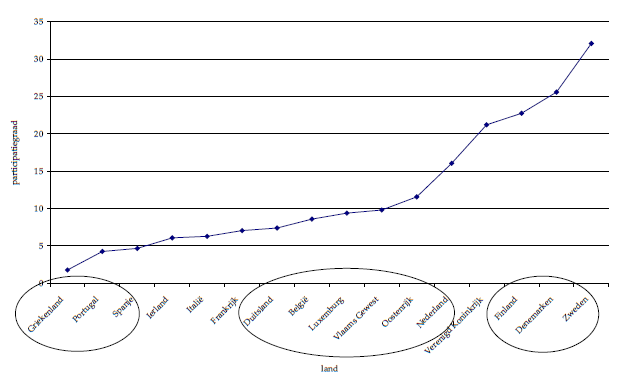 35
30
25
20
15
10
5
0
participatiegraad
Griekenland
Portugal
Spanje
Ierland
Italië
Frankrijk
Duitsland
België
Luxemburg
Vlaams Gewest
Oostenrijk
Nederland
Verenigd Koninkrijk
Finland
Denemarken
Zweden
land